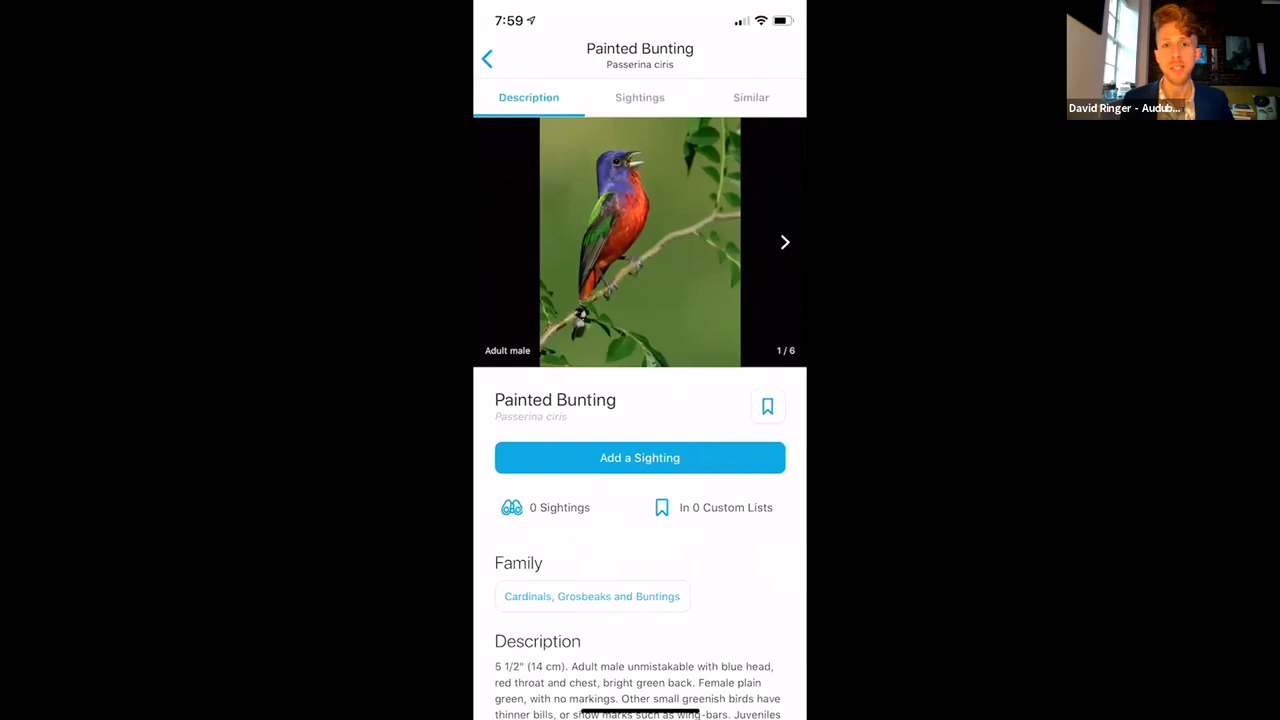 7:59
Painted Bunting
Passerina ciris
Description
Sightings
Similar
Adult male
1 / 6
Painted Bunting
Passerina ciris
Add a Sighting
0 Sightings
In 0 Custom Lists
Family
Cardinals, Grosbeaks and Buntings
Description
5 1/2" (14 cm). Adult male unmistakable with blue head,
red throat and chest, bright green back. Female plain
green, with no markings. Other small greenish birds have
thinner bills, or show marks such as wing-bars. Juveniles
David Ringer - Audub...